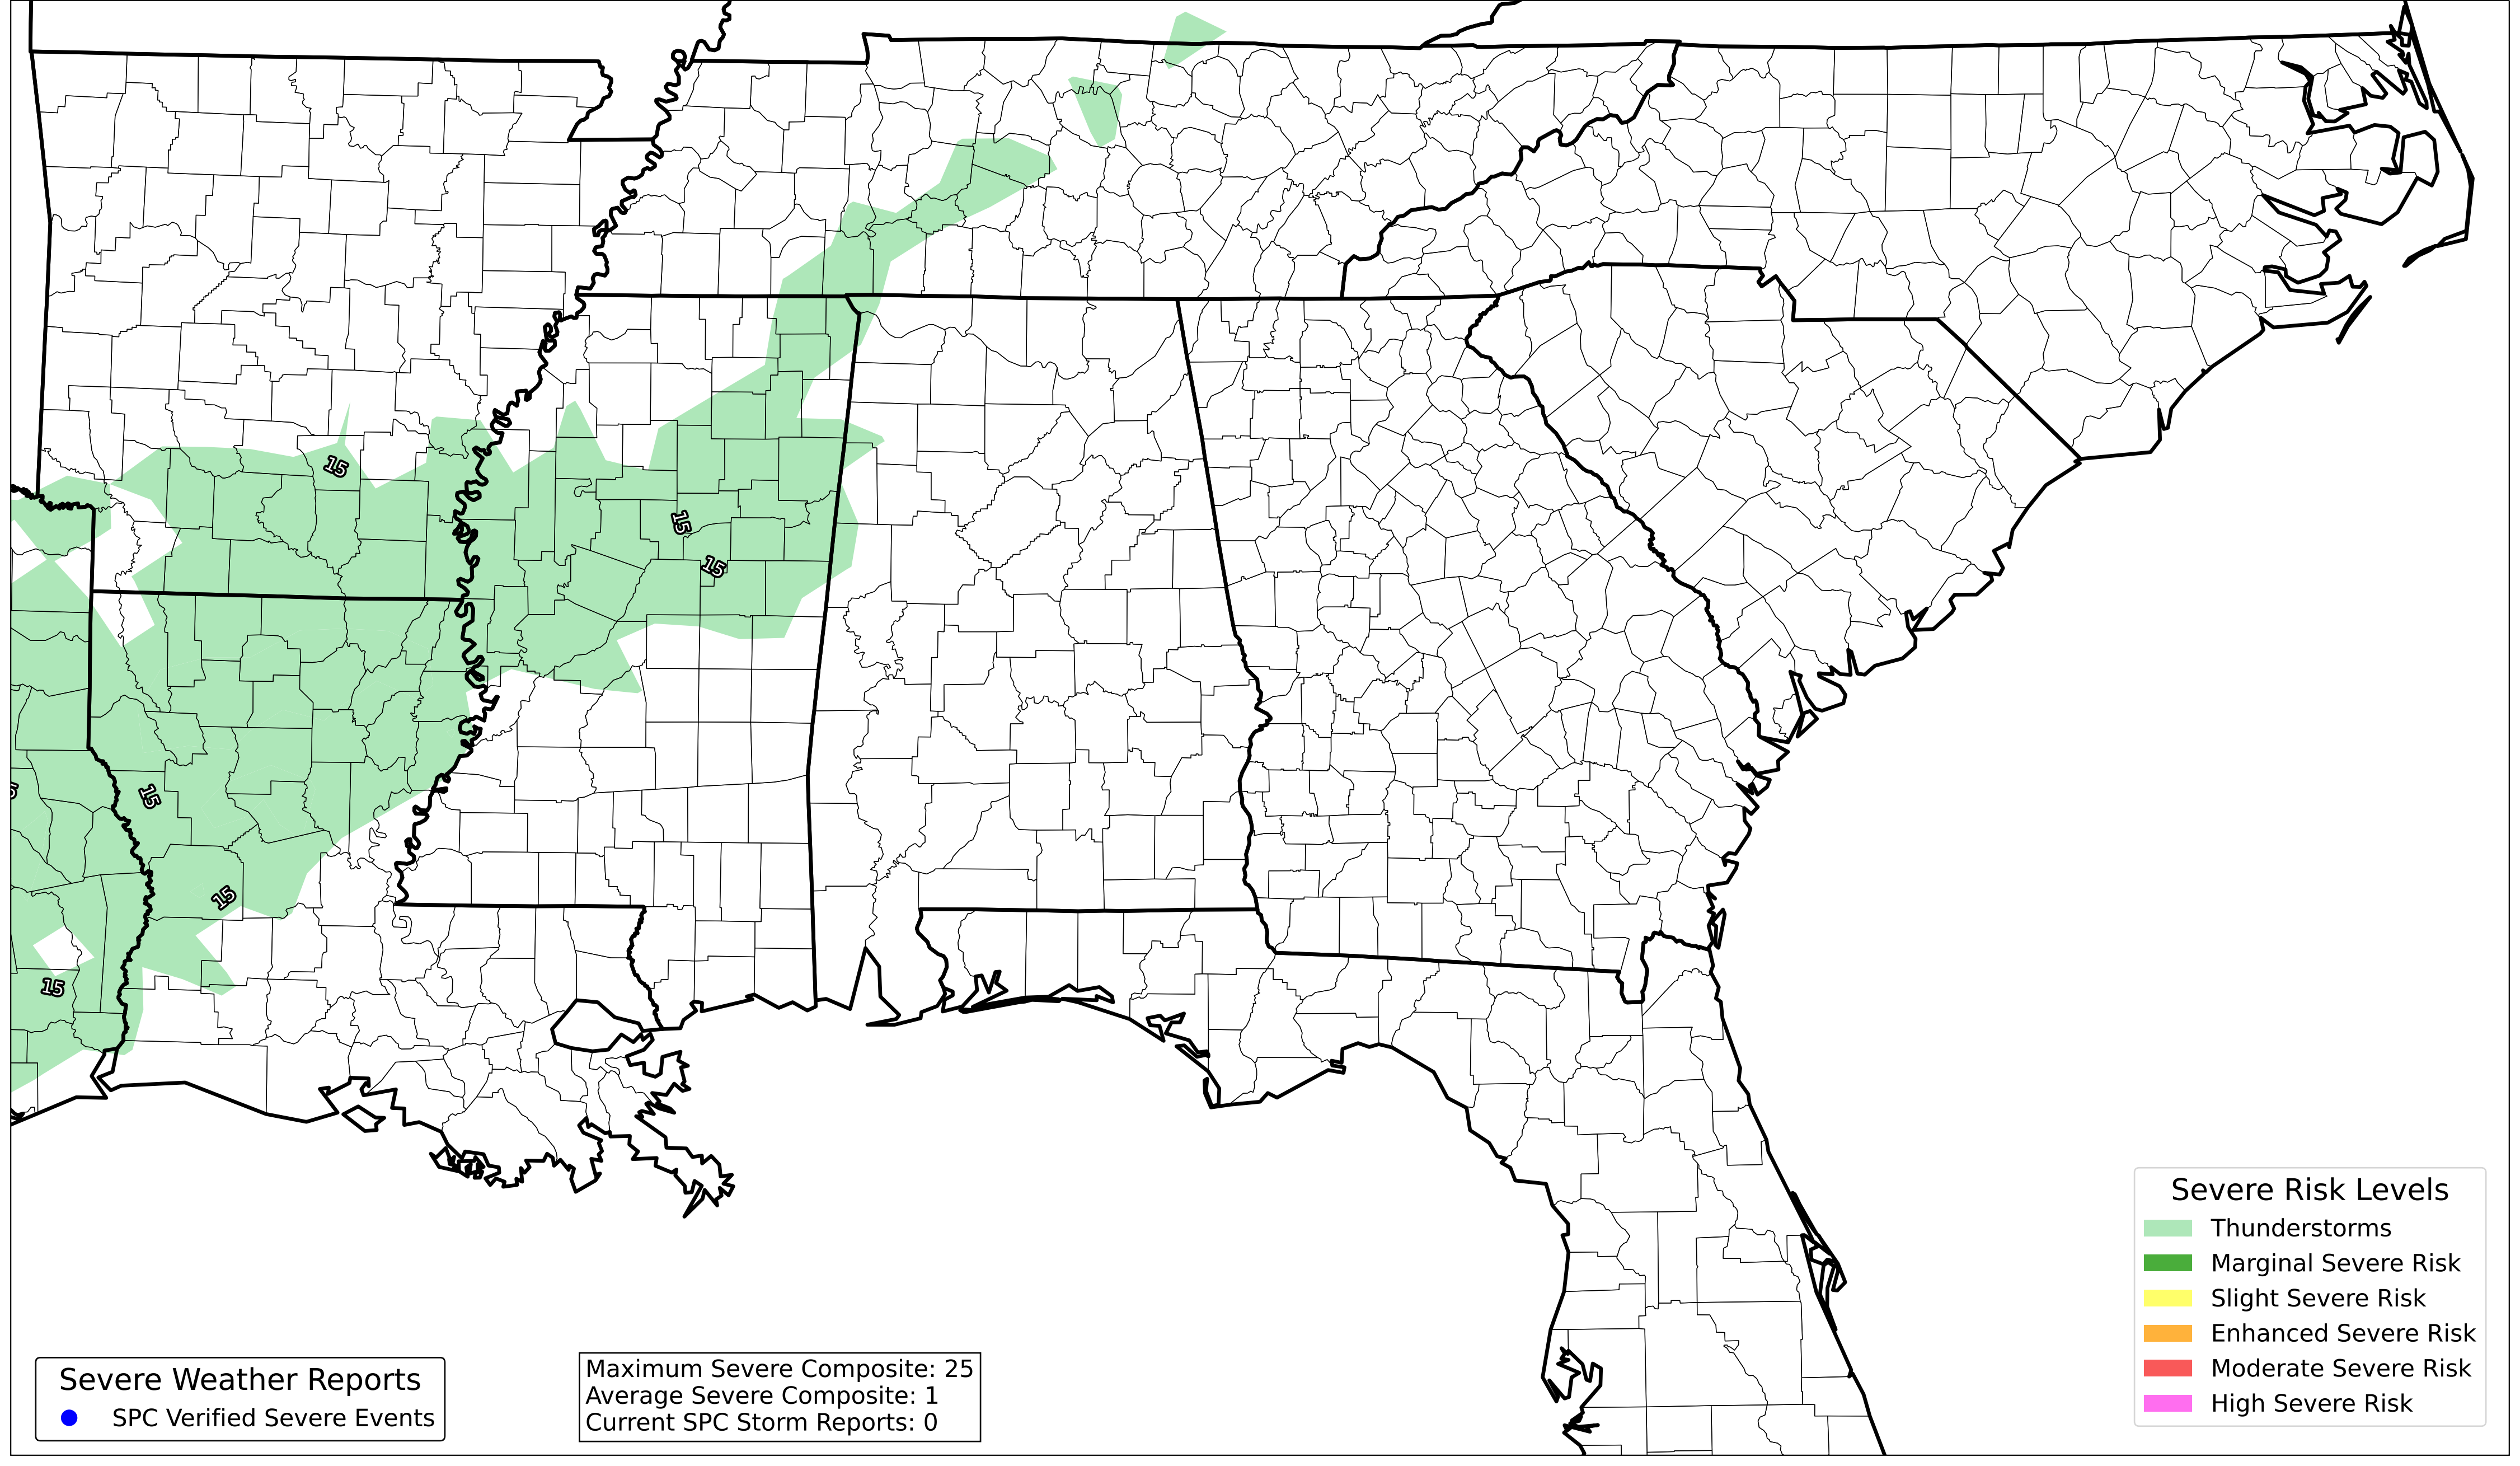 15
15
15
15
15
15
Severe Risk Levels
Thunderstorms
Marginal Severe Risk
Slight Severe Risk
Enhanced Severe Risk
Moderate Severe Risk
High Severe Risk
Severe Weather Reports
SPC Verified Severe Events
Maximum Severe Composite: 25
Average Severe Composite: 1
Current SPC Storm Reports: 0